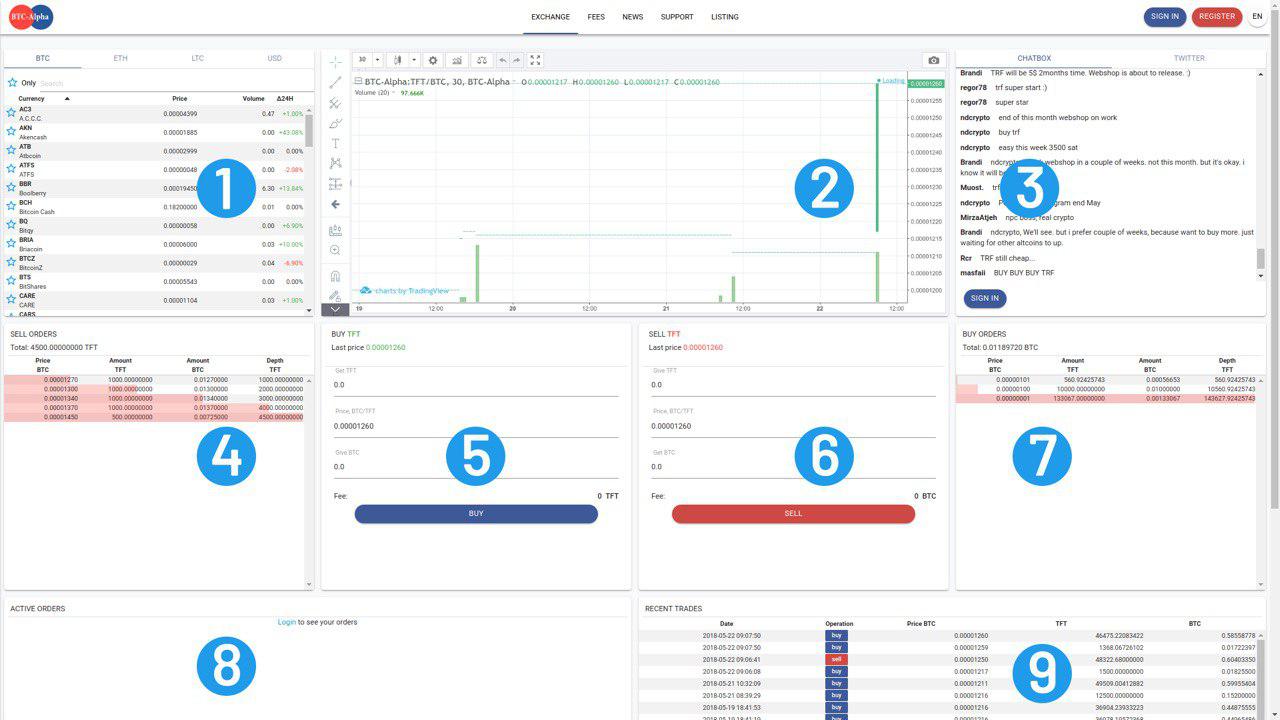 BTC-Alpha
EXCHANGE FEES NEWS SUPPORT LISTING
SIGN IN REGISTER EN
BTC ETH LTC USD
Only Search
Currency Price Volume Δ24H
AC3 0.00004399 0.47 +1.00%
A.C.C.C.
AKN 0.00001885 0.00 +43.08%
Akencash
ATB 0.00002999 0.00 0.00%
Atbcoin
ATFS 0.00000048 0.00 -2.08%
ATFS
BBR 0.00019450 6.30 +13.84%
Boolberry
BCH 0.18200000 0.01 0.00%
Bitcoin Cash
BQ 0.00000058 0.00 +6.90%
Bitqy
BRIA 0.00006000 0.03 +10.00%
Briacoin
BTCZ 0.00000029 0.04 -6.90%
BitcoinZ
BTS 0.00005543 0.00 0.00%
BitShares
CARE 0.00001104 0.03 +1.00%
CARE
CARS
1
30
BTC-Alpha:TFT/BTC, 30, BTC-Alpha O 0.00001217 H 0.00001260 L 0.00001217 C 0.00001260
Loading
Volume (20) 97.666K
0.00001260
0.00001255
0.00001250
0.00001245
0.00001240
0.00001235
0.00001230
0.00001225
0.00001220
0.00001215
0.00001210
0.00001205
0.00001200
charts by TradingView
19 12:00 20 12:00 21 12:00 22 12:00
2
CHATBOX TWITTER
Brandi TRF will be 5$ 2months time. Webshop is about to release. :)
regor78 trf super start :)
regor78 super star
ndcrypto end of this month webshop on work
ndcrypto buy trf
ndcrypto easy this week 3500 sat
Brandi ndcrypto, webshop in a couple of weeks. not this month. but it's okay. i
know it will be
Muost. trf
ndcrypto gram end May
MirzaAtjeh npc real crypto
Brandi ndcrypto, We'll see. but i prefer couple of weeks, because want to buy more. just
waiting for other altcoins to up.
Rcr TRF still cheap...
masfaii BUY BUY BUY TRF
SIGN IN
3
SELL ORDERS
Total: 4500.00000000 TFT
Price Amount Amount Depth
BTC TFT BTC TFT
0.00001270 1000.00000000 0.01270000 1000.00000000
0.00001300 1000.00000000 0.01300000 2000.00000000
0.00001340 1000.00000000 0.01340000 3000.00000000
0.00001370 1000.00000000 0.01370000 4000.00000000
0.00001450 500.00000000 0.00725000 4500.00000000
4
BUY TFT
Last price 0.00001260
Get TFT
0.0
Price, BTC/TFT
0.00001260
Give BTC
0.0
Fee: 0 TFT
BUY
5
SELL TFT
Last price 0.00001260
Give TFT
0.0
Price, BTC/TFT
0.00001260
Get BTC
0.0
Fee: 0 BTC
SELL
6
BUY ORDERS
Total: 0.01189720 BTC
Price Amount Amount Depth
BTC TFT BTC TFT
0.00000101 560.92425743 0.00056653 560.92425743
0.00000100 10000.00000000 0.01000000 10560.92425743
0.00000001 133067.00000000 0.00133067 143627.92425743
7
ACTIVE ORDERS
Login to see your orders
8
RECENT TRADES
Date Operation Price BTC TFT BTC
2018-05-22 09:07:50 buy 0.00001260 46475.22083422 0.58558778
2018-05-22 09:07:50 buy 0.00001259 1368.06726102 0.01722397
2018-05-22 09:06:41 sell 0.00001250 48322.68000000 0.60403350
2018-05-22 09:06:08 buy 0.00001217 1500.00000000 0.01825500
2018-05-21 10:32:09 buy 0.00001211 49509.00412882 0.59955404
2018-05-21 08:39:29 buy 0.00001216 12500.00000000 0.15200000
2018-05-19 18:41:53 buy 0.00001216 36904.23933223 0.44875555
2018-05-19 18:41:19 buy 0.00001216
9